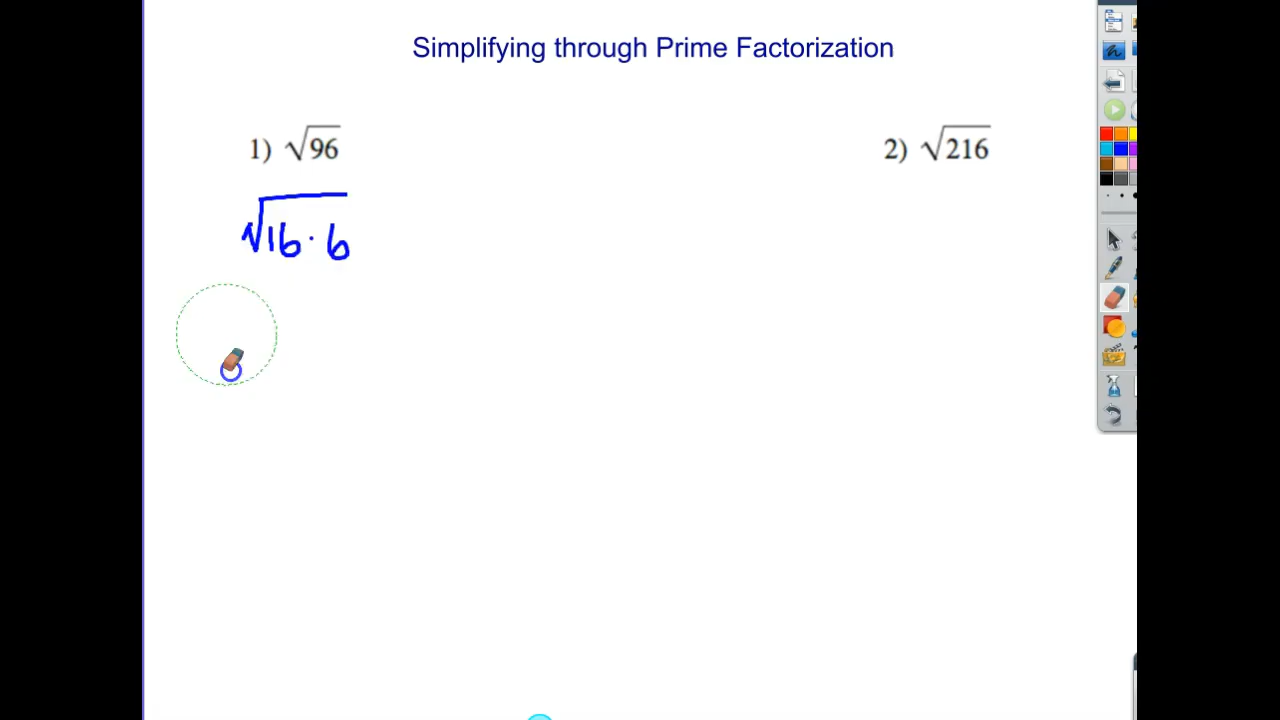 Simplifying through Prime Factorization
1) √96
2) √216
√16 · 6